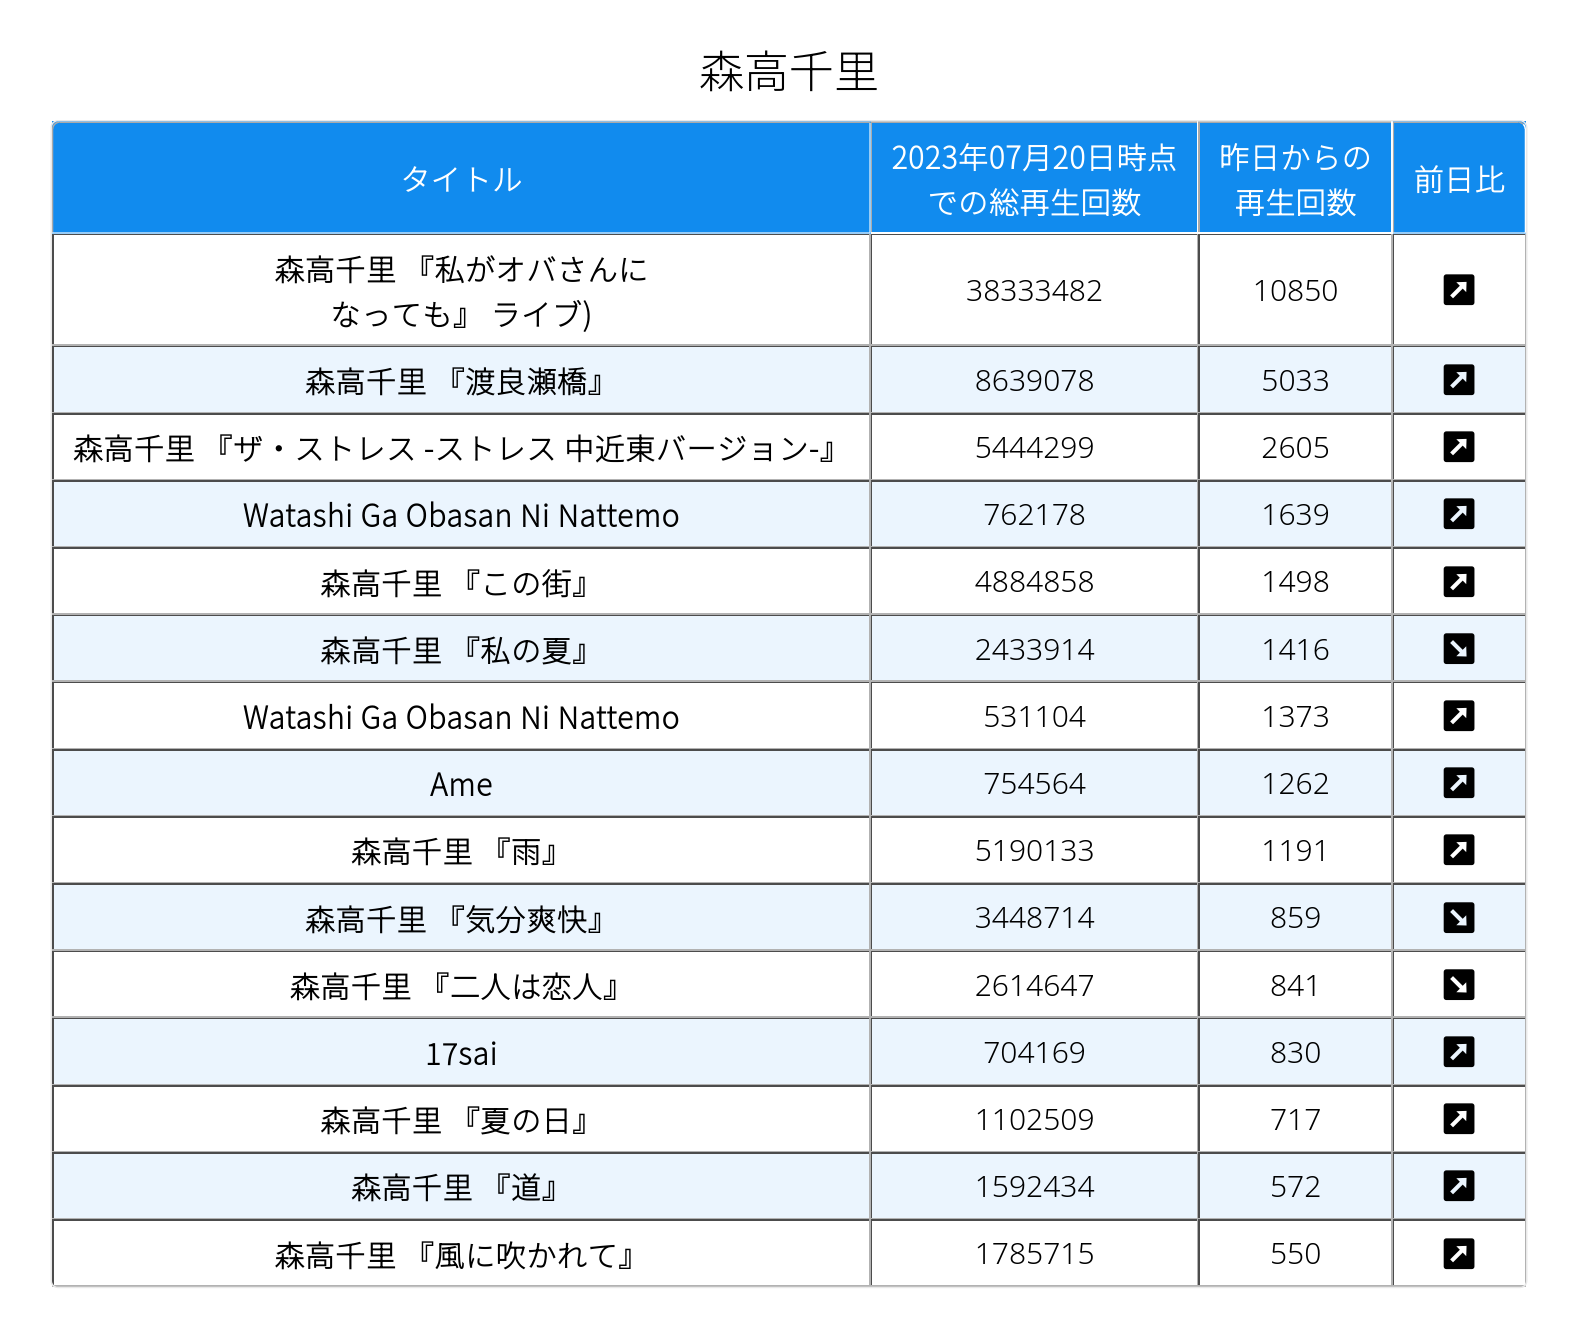 森高千里
タイトル
2023年07月20日時点
での総再生回数
昨日からの
再生回数
前日比
森高千里 『私がオバさんに
なっても』 ライブ)
38333482
10850
森高千里 『渡良瀬橋』
8639078
5033
森高千里 『ザ・ストレス -ストレス 中近東バージョン-』
5444299
2605
Watashi Ga Obasan Ni Nattemo
762178
1639
森高千里 『この街』
4884858
1498
森高千里 『私の夏』
2433914
1416
Watashi Ga Obasan Ni Nattemo
531104
1373
Ame
754564
1262
森高千里 『雨』
5190133
1191
森高千里 『気分爽快』
3448714
859
森高千里 『二人は恋人』
2614647
841
17sai
704169
830
森高千里 『夏の日』
1102509
717
森高千里 『道』
1592434
572
森高千里 『風に吹かれて』
1785715
550